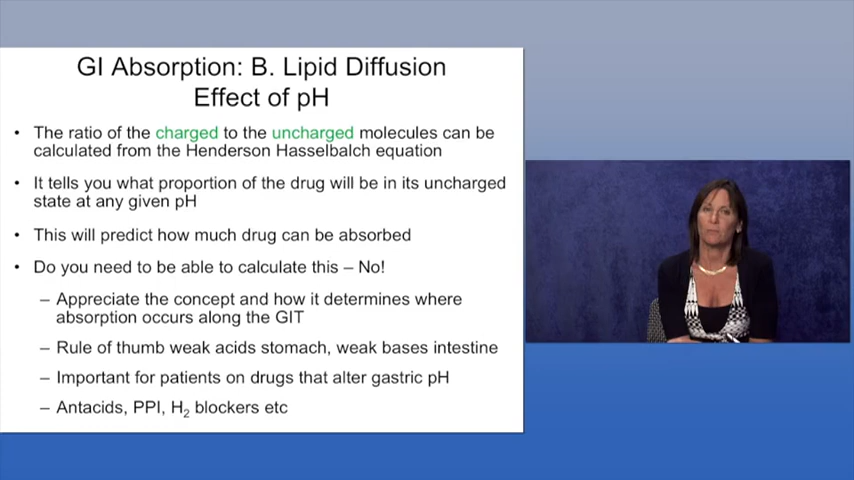 GI Absorption: B. Lipid Diffusion
Effect of pH
• The ratio of the charged to the uncharged molecules can be
calculated from the Henderson Hasselbalch equation
• It tells you what proportion of the drug will be in its uncharged
state at any given pH
• This will predict how much drug can be absorbed
• Do you need to be able to calculate this – No!
– Appreciate the concept and how it determines where
absorption occurs along the GIT
– Rule of thumb weak acids stomach, weak bases intestine
– Important for patients on drugs that alter gastric pH
– Antacids, PPI, H₂ blockers etc